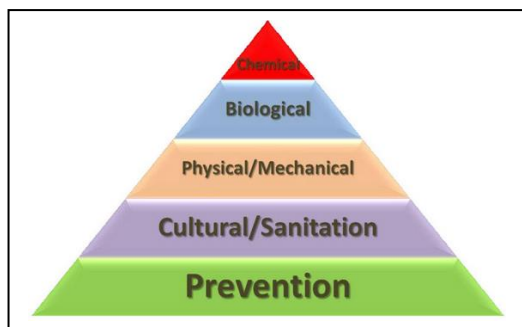 Chemical
Biological
Physical/Mechanical
Cultural/Sanitation
Prevention